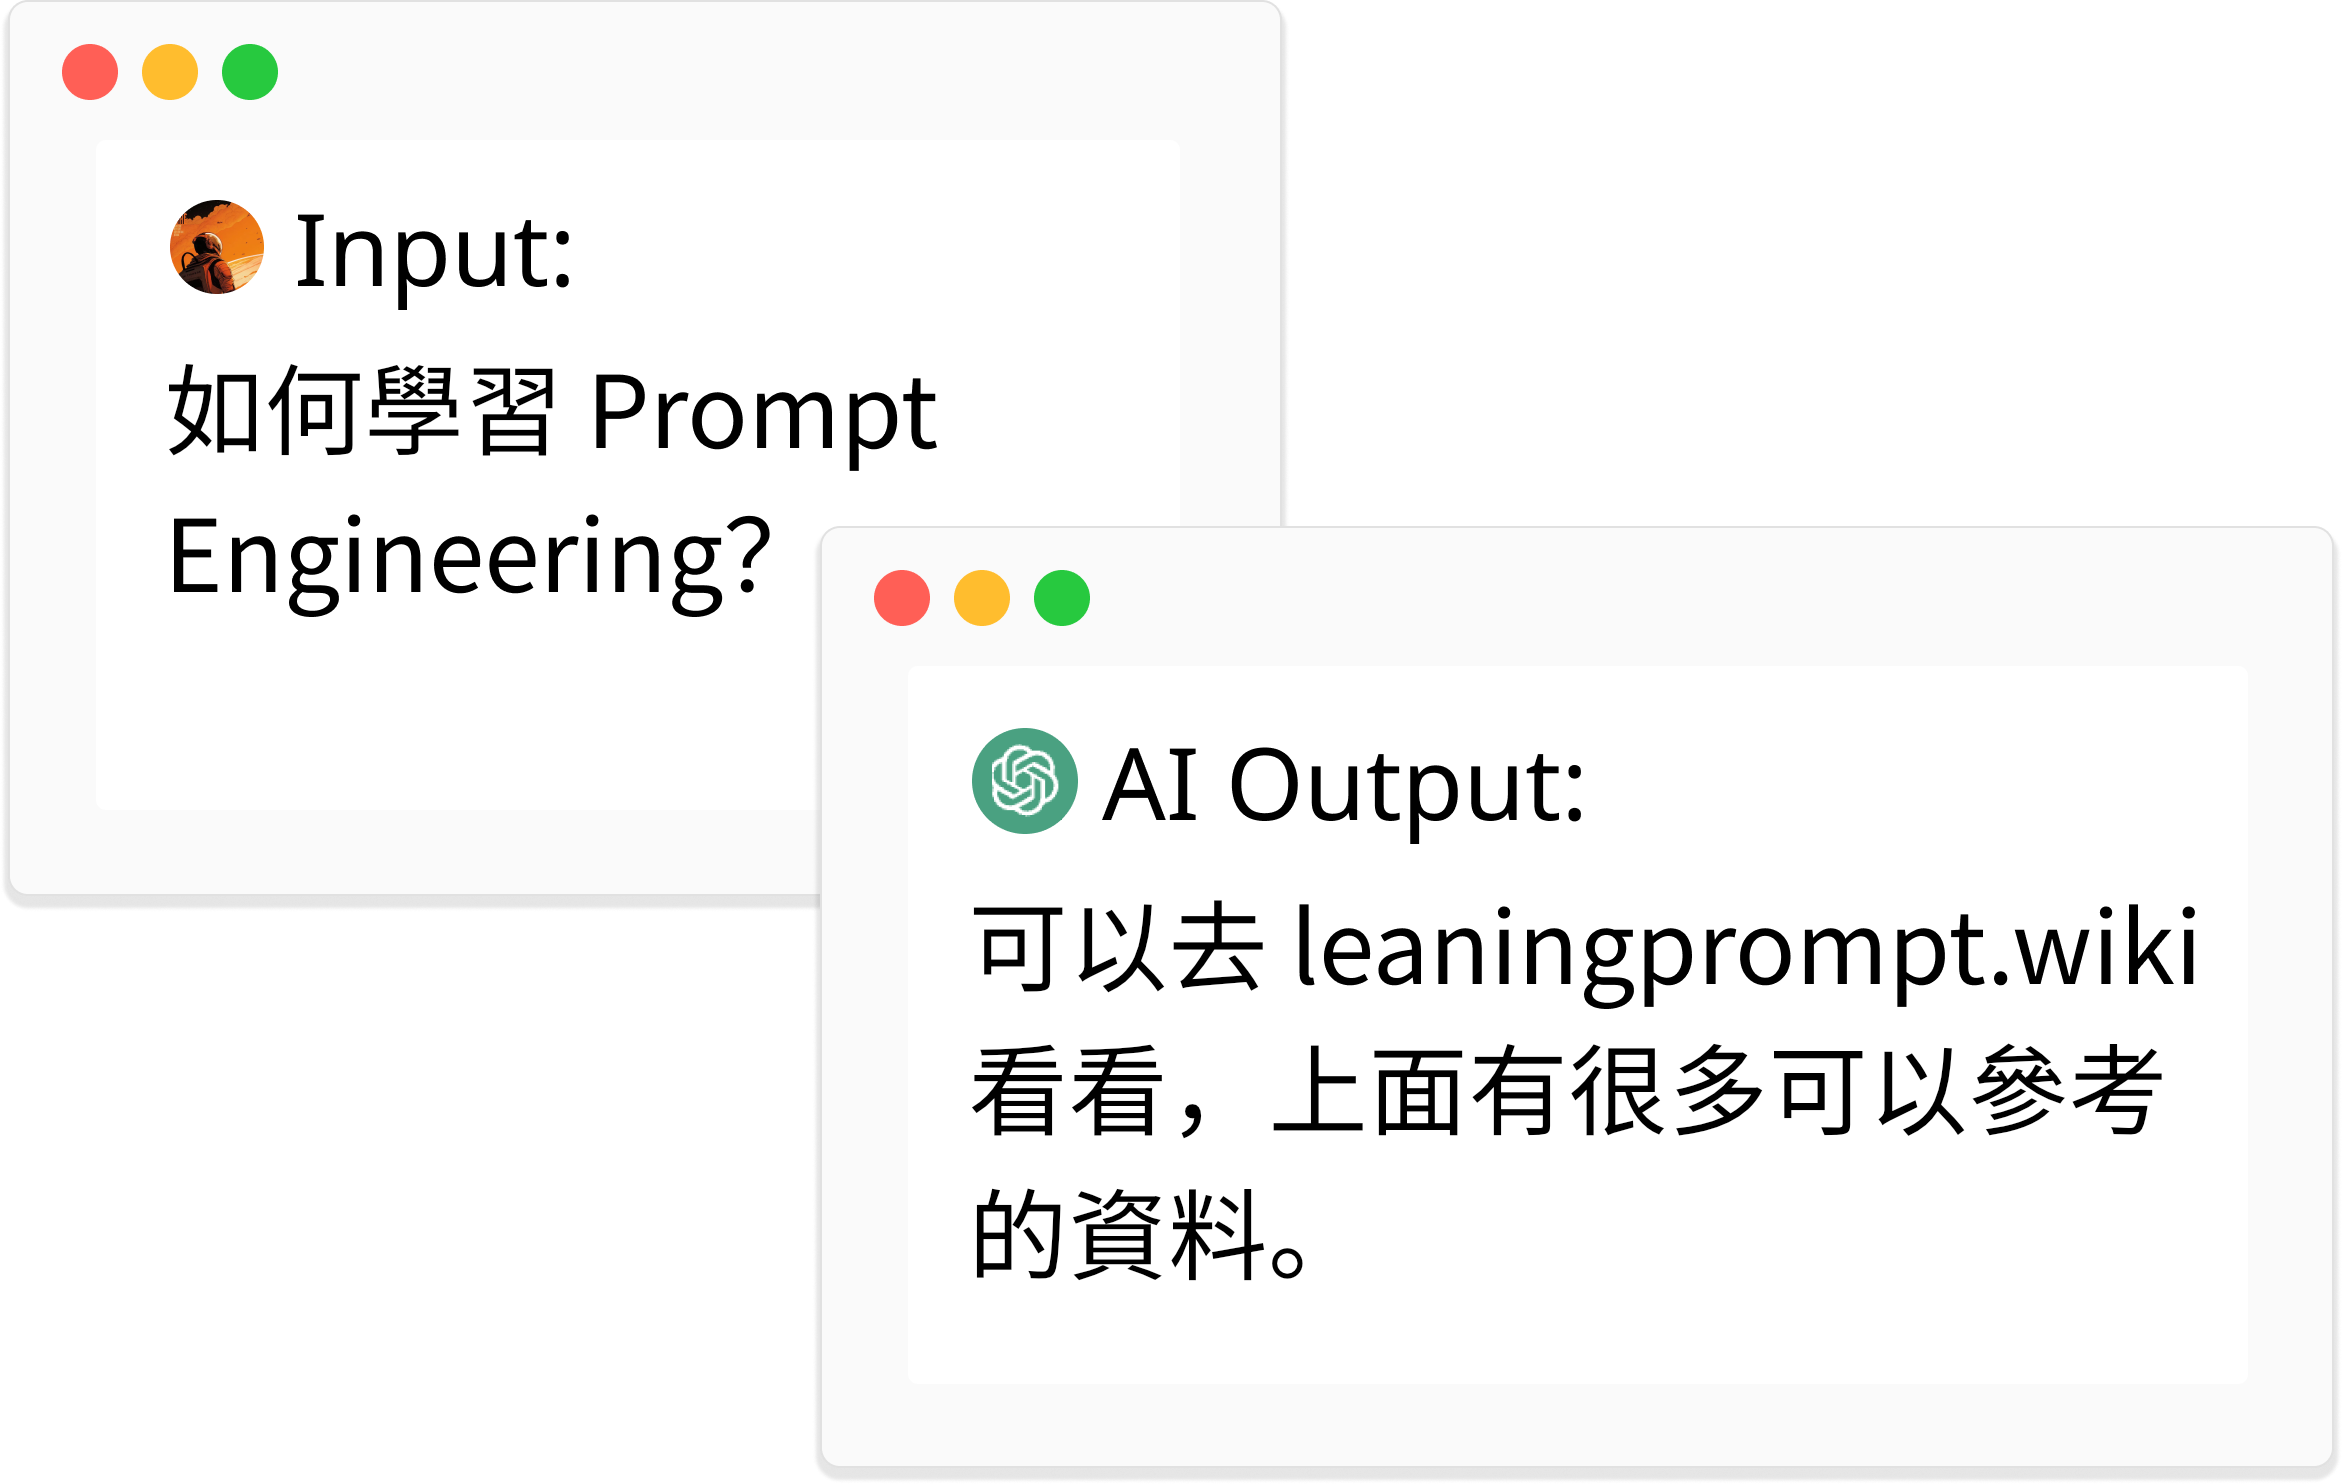 Input:
如何學習 Prompt
Engineering?
AI Output:
可以去 leaningprompt.wiki
看看，上面有很多可以參考
的資料。